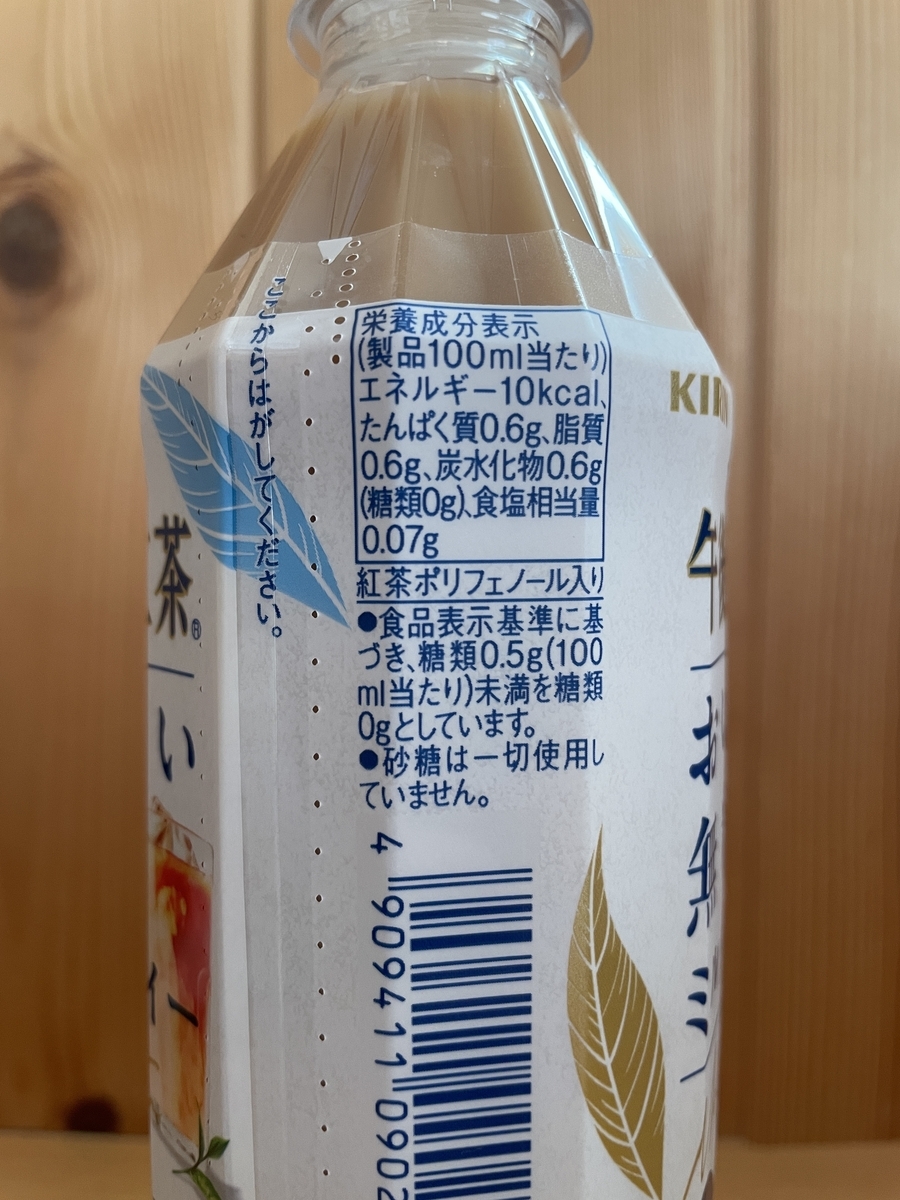 ここからはがしてください。
栄養成分表示
(製品100ml当たり)
エネルギー10kcal、
たんぱく質0.6g、脂質
0.6g、炭水化物0.6g
(糖類0g)、食塩相当量
0.07g
紅茶ポリフェノール入り
●食品表示基準に基
づき、糖類0.5g(100
ml当たり)未満を糖類
0gとしています。
●砂糖は一切使用し
ていません。
4 909411 0902
茶®
い
ィー
お